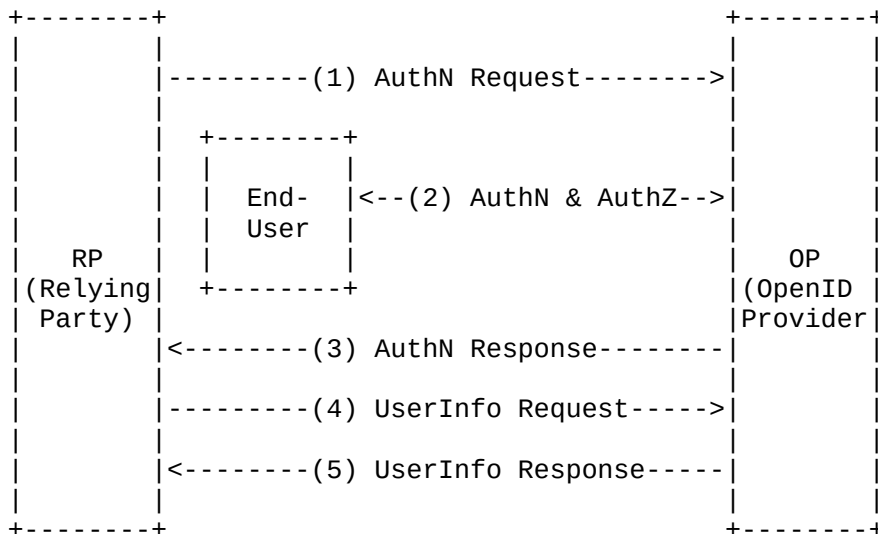 (1) AuthN Request
End-
User
(2) AuthN & AuthZ
RP
(Relying
Party)
OP
(OpenID
Provider
(3) AuthN Response
(4) UserInfo Request
(5) UserInfo Response